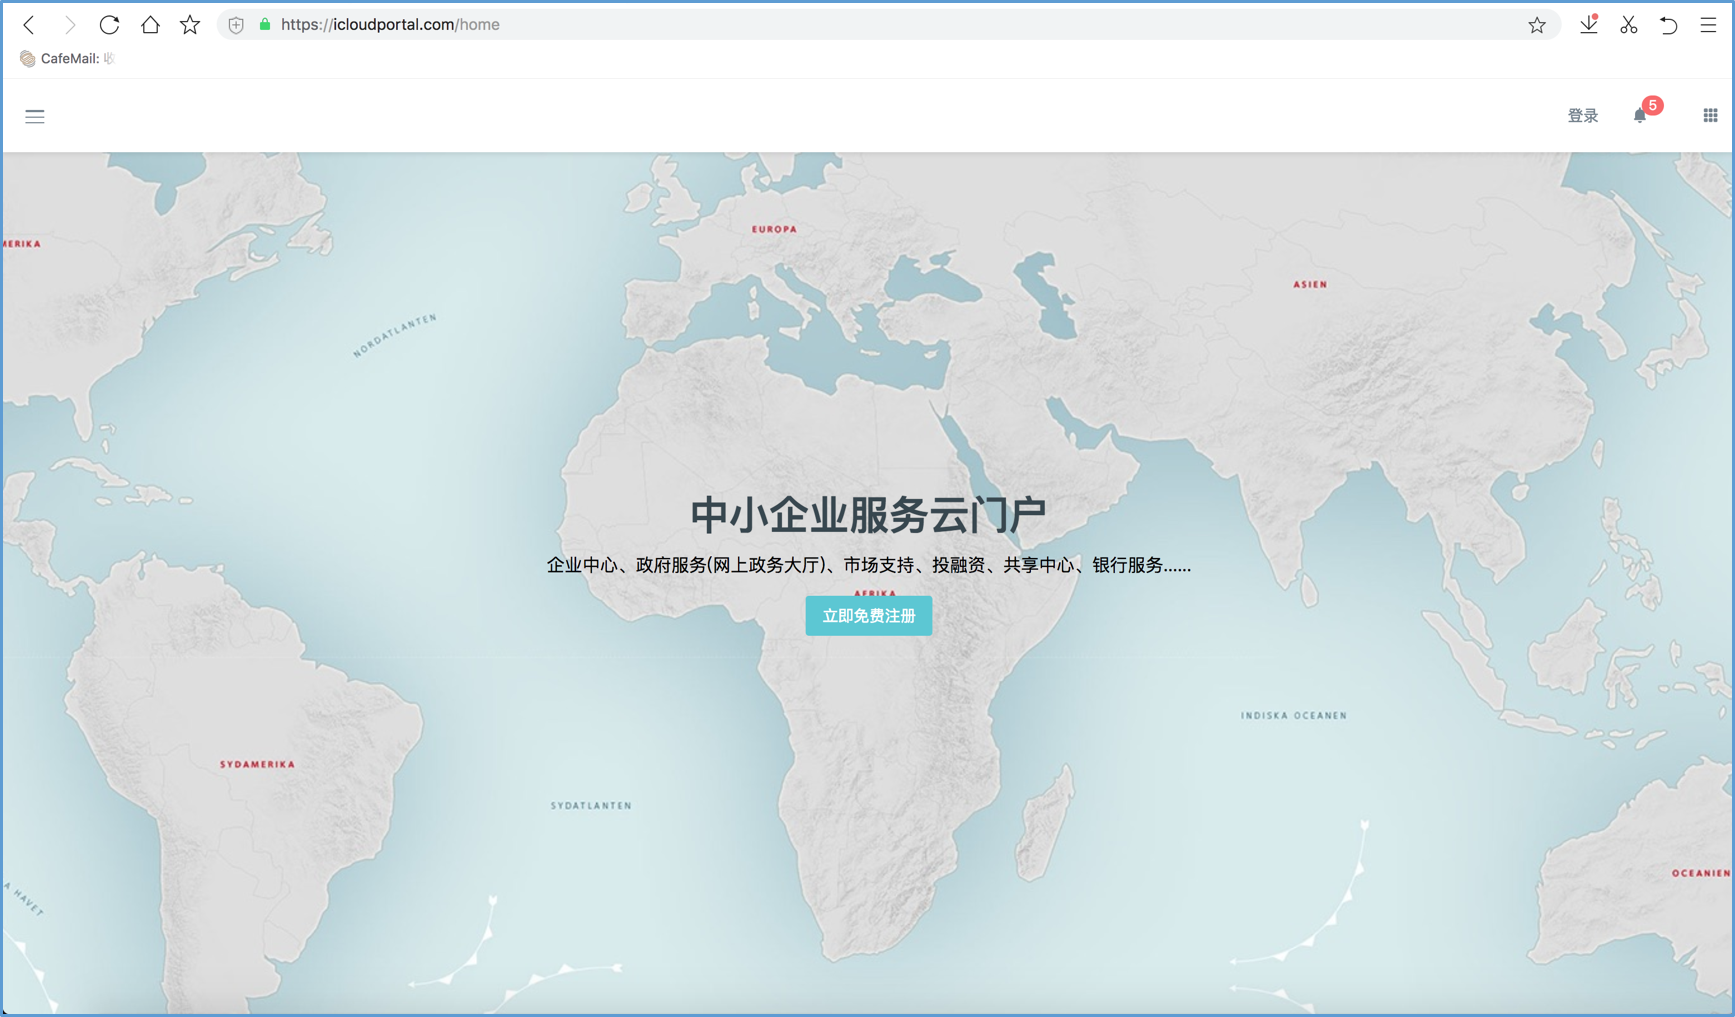 https://icloudportal.com/home
CafeMail:
登录
5
MERIKA
EUROPA
ASIEN
NORDATLANTEN
中小企业服务云门户
企业中心、政府服务(网上政务大厅)、市场支持、投融资、共享中心、银行服务......
AFRIKA
立即免费注册
INDISKA OCEANEN
SYDAMERIKA
SYDATLANTEN
OCEANIEN
A HAVET